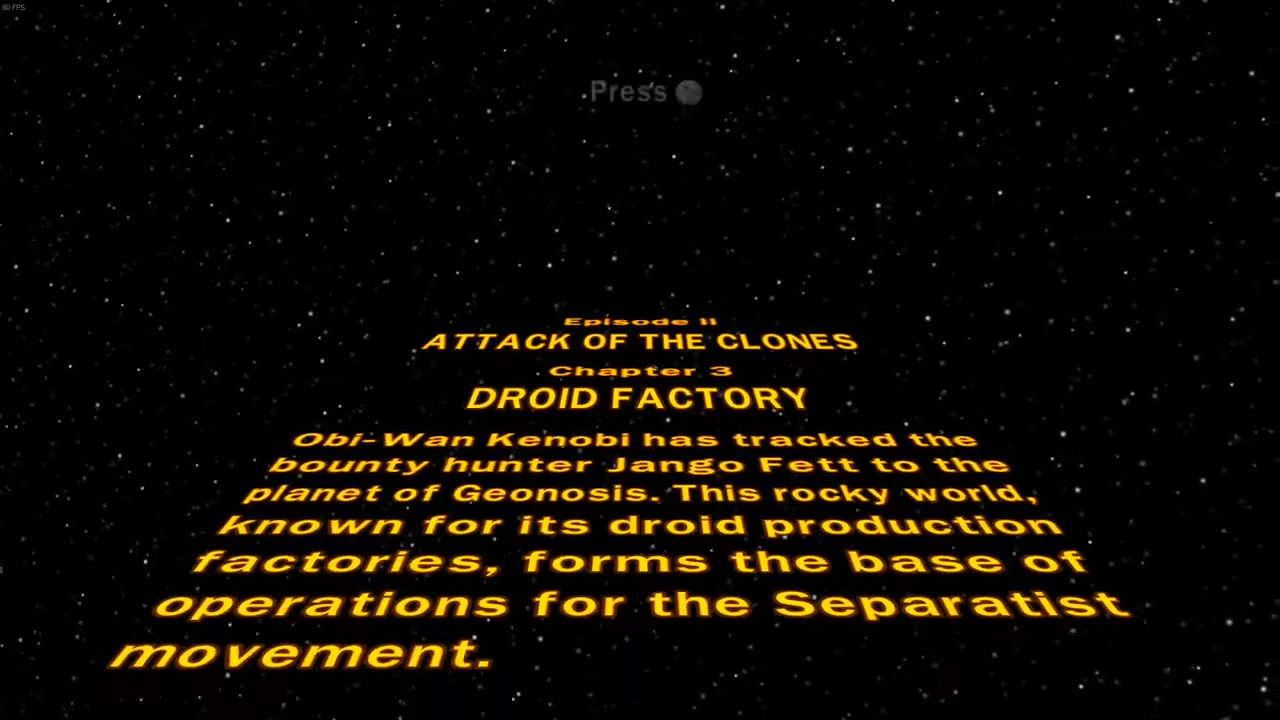 60 FPS
Press
Episode II
ATTACK OF THE CLONES
Chapter 3
DROID FACTORY
Obi-Wan Kenobi has tracked the
bounty hunter Jango Fett to the
planet of Geonosis. This rocky world,
known for its droid production
factories, forms the base of
operations for the Separatist
movement.